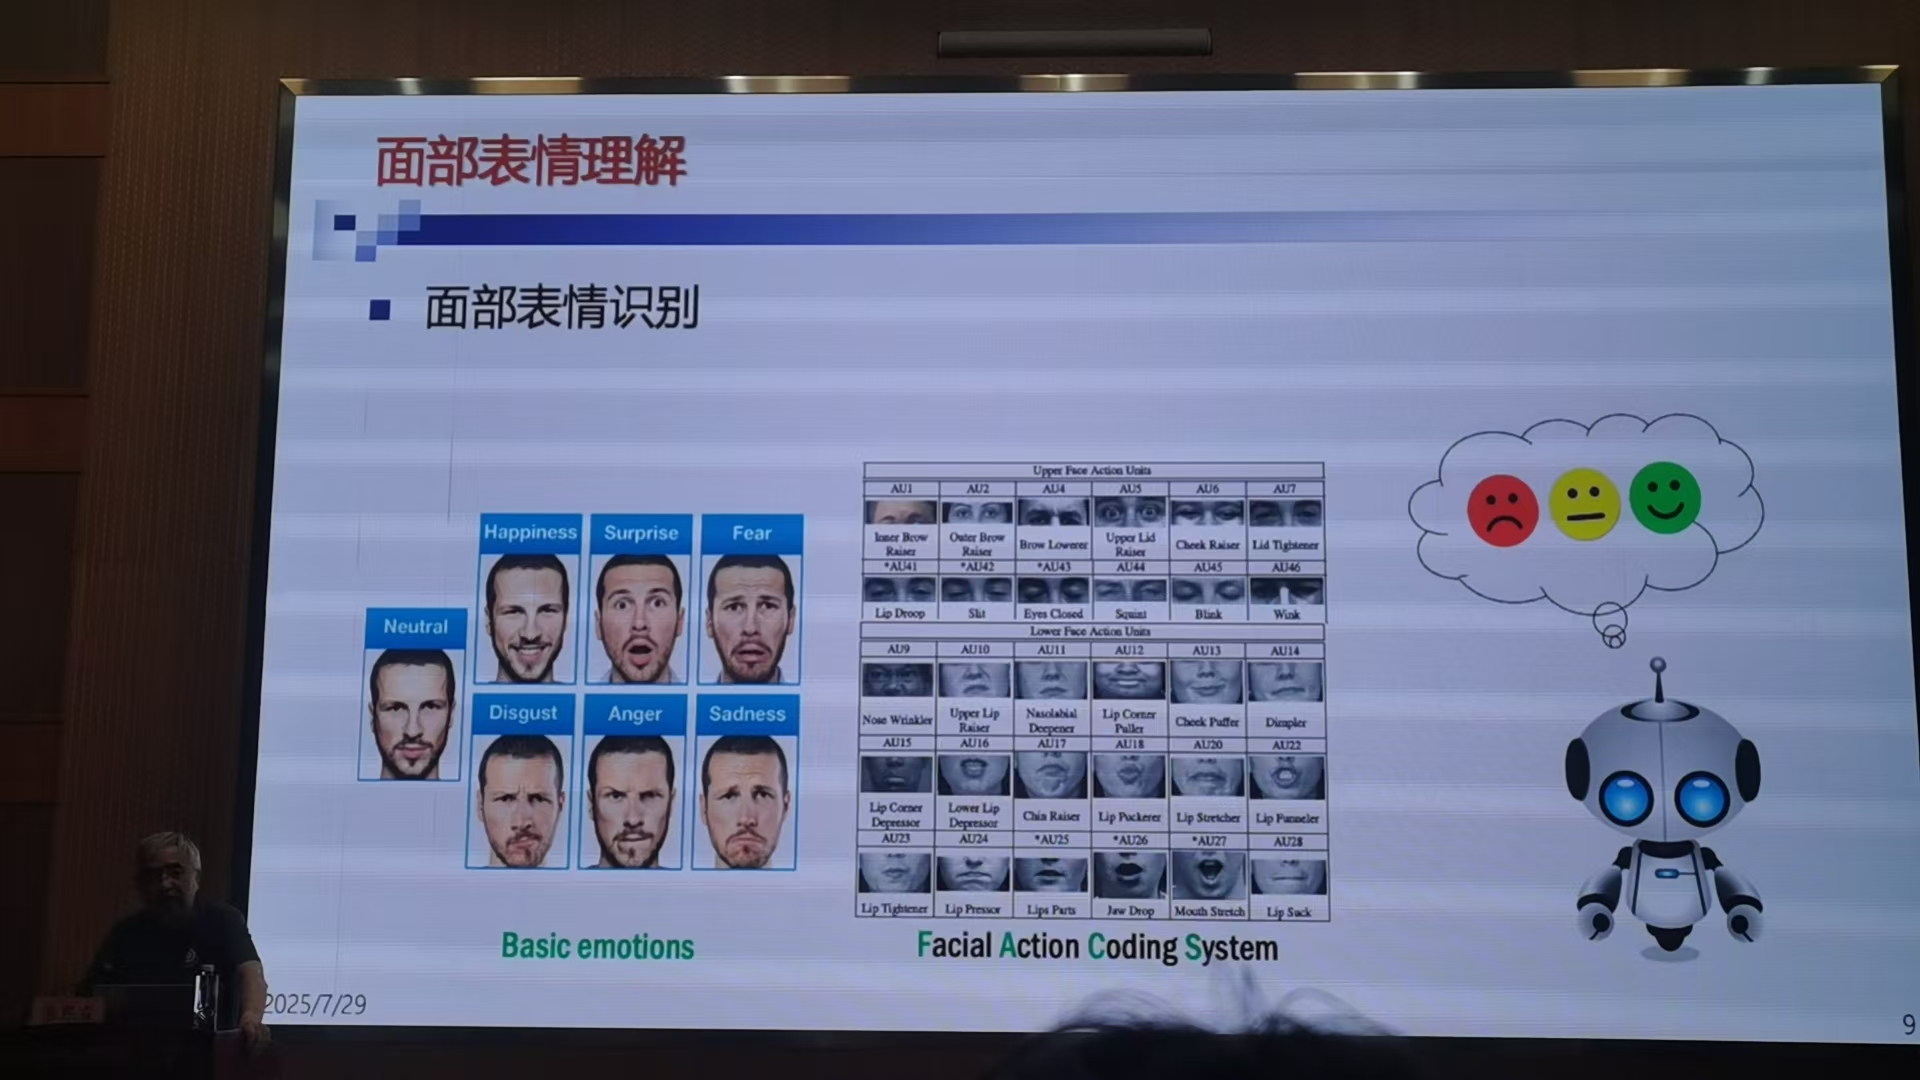 面部表情理解
面部表情识别
Neutral
Happiness
Surprise
Fear
Disgust
Anger
Sadness
Basic emotions
Upper Face Action Units
AU1 AU2 AU4 AU5 AU6 AU7
Inner Brow Raiser
Outer Brow Raiser
Brow Lowerer
Upper Lid Raiser
Cheek Raiser
Lid Tightener
*AU41 *AU42 *AU43 AU44 AU45 AU46
Lip Droop
Slit
Eyes Closed
Squint
Blink
Wink
Lower Face Action Units
AU9 AU10 AU11 AU12 AU13 AU14
Nose Wrinkler
Upper Lip Raiser
Nasolabial Deepener
Lip Corner Puller
Cheek Puffer
Dimpler
AU15 AU16 AU17 AU18 AU20 AU22
Lip Corner Depressor
Lower Lip Depressor
Chin Raiser
Lip Puckerer
Lip Stretcher
Lip Funneler
AU23 AU24 *AU25 *AU26 *AU27 AU28
Lip Tightener
Lip Pressor
Lips Parts
Jaw Drop
Mouth Stretch
Lip Suck
Facial Action Coding System
2025/7/29
9